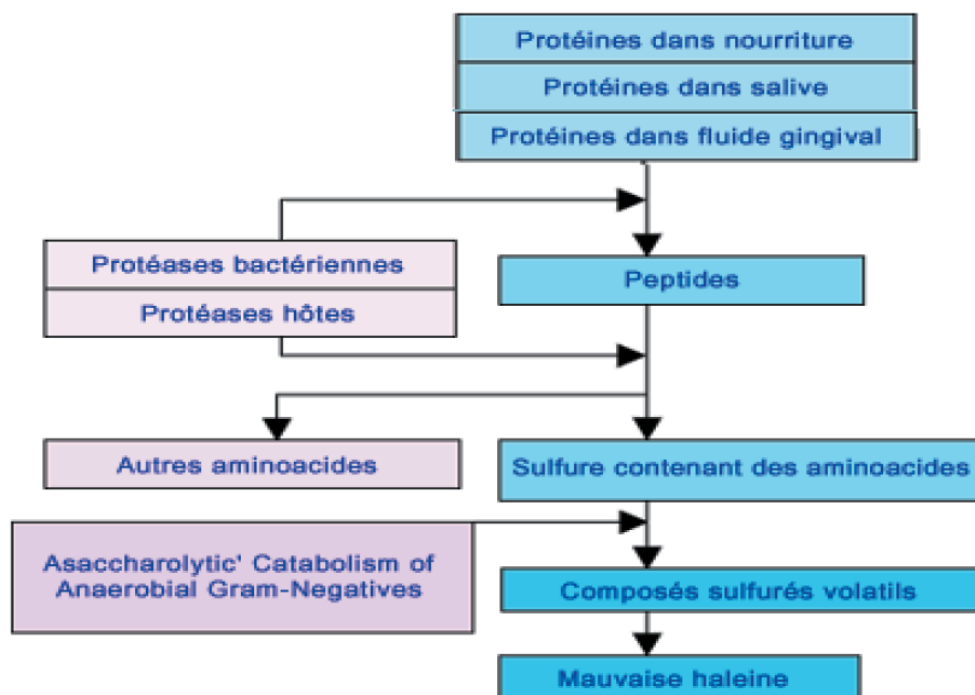 Protéines dans nourriture
Protéines dans salive
Protéines dans fluide gingival
Protéases bactériennes
Protéases hôtes
Peptides
Autres aminoacides
Sulfure contenant des aminoacides
Asaccharolytic' Catabolism of
Anaerobial Gram-Negatives
Composés sulfurés volatils
Mauvaise haleine